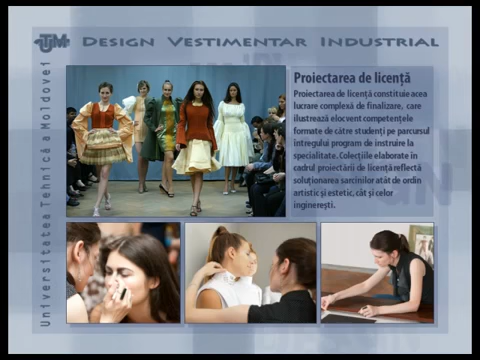 UTM
Design Vestimentar Industrial
Universitatea Tehnică a Moldovei
Proiectarea de licență
Proiectarea de licență constituie acea
lucrare complexă de finalizare, care
ilustrează elocvent competențele
formate de către studenți pe parcursul
întregului program de instruire la
specialitate. Colecțiile elaborate în
cadrul proiectării de licență reflectă
soluționarea sarcinilor atât de ordin
artistic și estetic, cât și celor
inginerești.